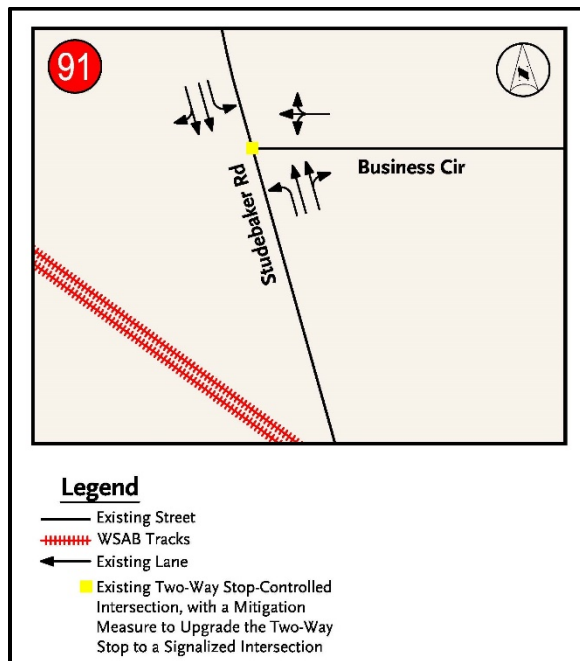 91
Business Cir
Studebaker Rd
Legend
Existing Street
WSAB Tracks
Existing Lane
Existing Two-Way Stop-Controlled
Intersection, with a Mitigation
Measure to Upgrade the Two-Way
Stop to a Signalized Intersection